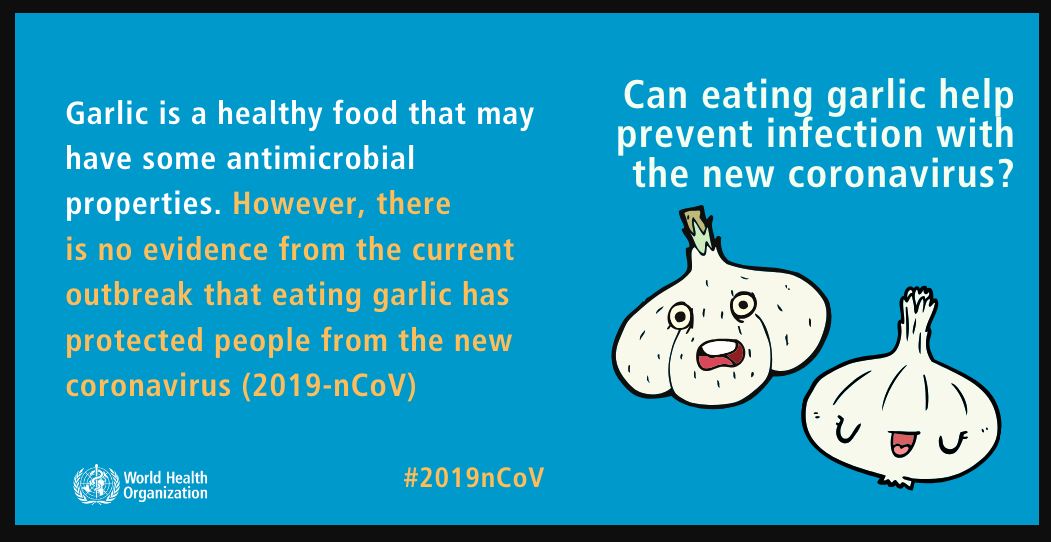 Can eating garlic help
prevent infection with
the new coronavirus?
Garlic is a healthy food that may
have some antimicrobial
properties. However, there
is no evidence from the current
outbreak that eating garlic has
protected people from the new
coronavirus (2019-nCoV)
World Health
Organization
#2019nCoV